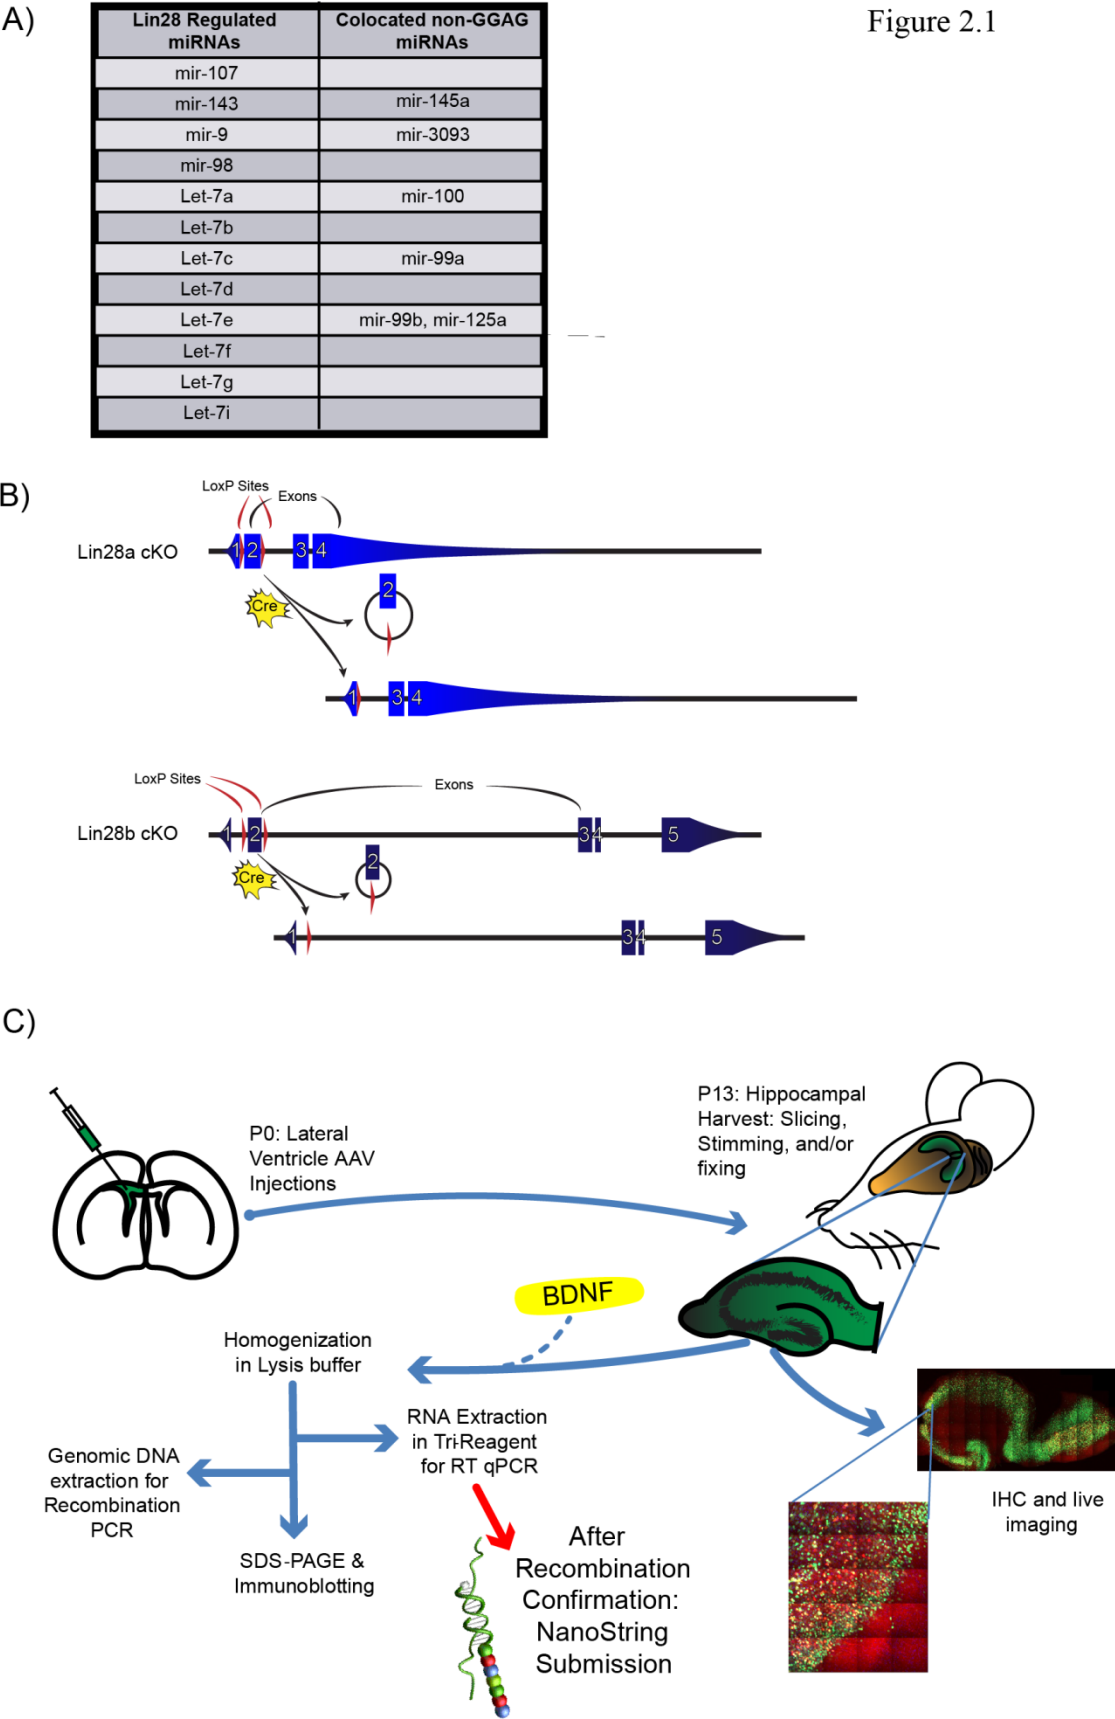 A)
Figure 2.1
Lin28 Regulated miRNAs
Colocated non-GGAG miRNAs
mir-107
mir-143 mir-145a
mir-9 mir-3093
mir-98
Let-7a mir-100
Let-7b
Let-7c mir-99a
Let-7d
Let-7e mir-99b, mir-125a
Let-7f
Let-7g
Let-7i
B)
LoxP Sites
Exons
Lin28a cKO
1 2 3 4
Cre
2
1 3 4
LoxP Sites
Exons
Lin28b cKO
1 2 3 4 5
Cre
2
1 3 4 5
C)
P0: Lateral
Ventricle AAV
Injections
P13: Hippocampal
Harvest: Slicing,
Stimming, and/or
fixing
BDNF
Homogenization
in Lysis buffer
RNA Extraction
in Tri-Reagent
for RT qPCR
Genomic DNA
extraction for
Recombination
PCR
SDS-PAGE &
Immunoblotting
After
Recombination
Confirmation:
NanoString
Submission
IHC and live
imaging